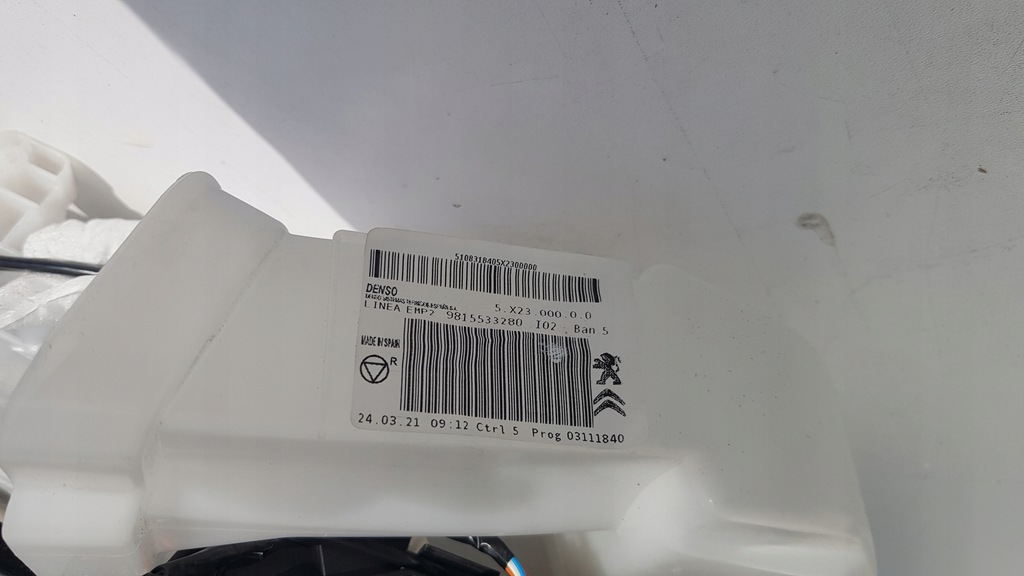 5108318405X2300000
DENSO
5.X23.000.0.0
LINEA EMP2 9815533280 I02 Ban 5
MADE IN SPAIN
R
24.03.21 09:12 Ctrl 5 Prog 03111840